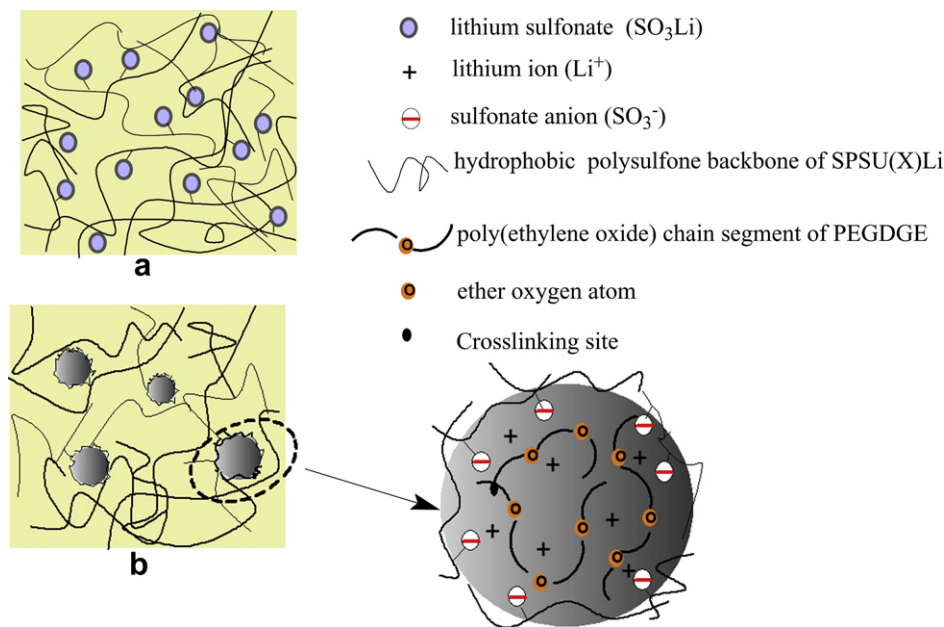 lithium sulfonate (SO₃Li)
lithium ion (Li⁺)
sulfonate anion (SO₃⁻)
hydrophobic polysulfone backbone of SPSU(X)Li
poly(ethylene oxide) chain segment of PEGDGE
O
ether oxygen atom
O
Crosslinking site
a
b
O
O
O
O
O
O
O
O